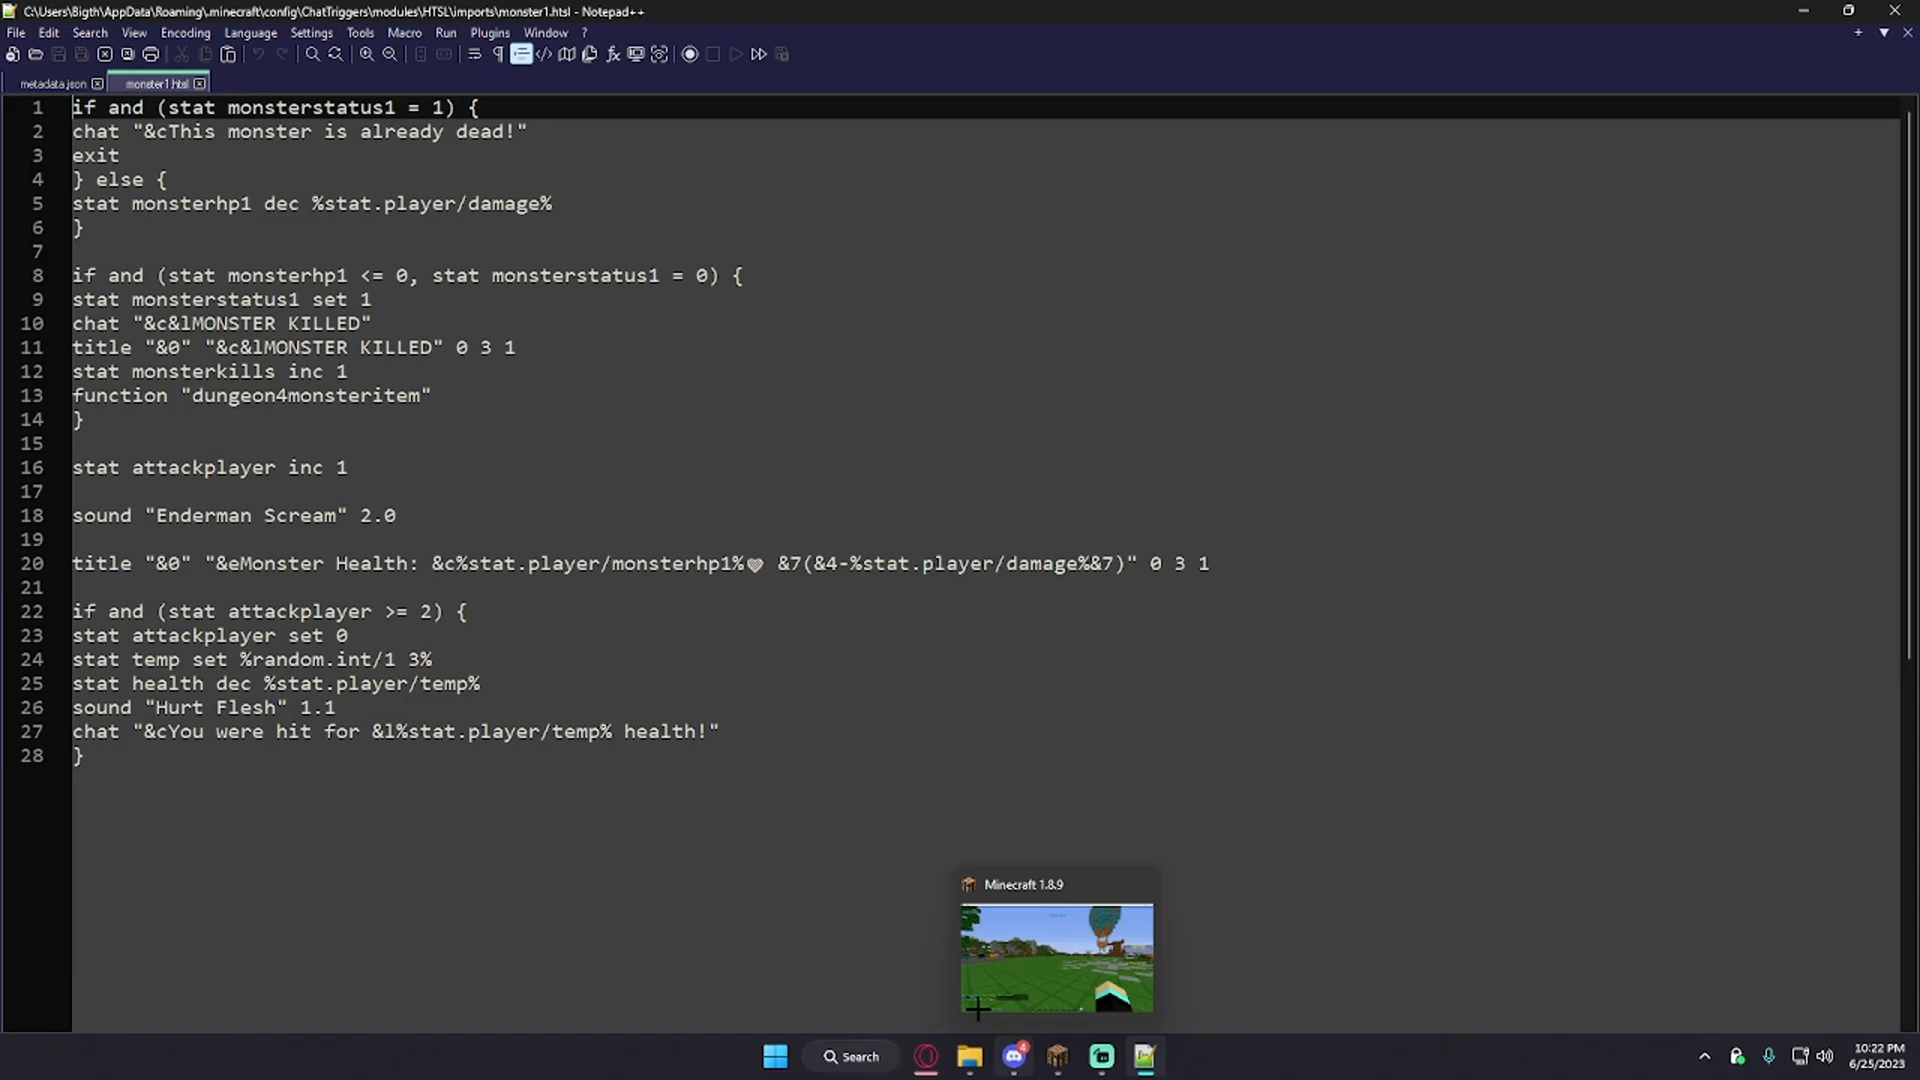 C:\Users\Bigth\AppData\Roaming\.minecraft\config\ChatTriggers\modules\HTSL\imports\monster1.htsl - Notepad++
File Edit Search View Encoding Language Settings Tools Macro Run Plugins Window ?
metadata.json monster1.htsl
1 if and (stat monsterstatus1 = 1) {
2 chat "&cThis monster is already dead!"
3 exit
4 } else {
5 stat monsterhp1 dec %stat.player/damage%
6 }
7
8 if and (stat monsterhp1 <= 0, stat monsterstatus1 = 0) {
9 stat monsterstatus1 set 1
10 chat "&c&lMONSTER KILLED"
11 title "&0" "&c&lMONSTER KILLED" 0 3 1
12 stat monsterkills inc 1
13 function "dungeon4monsteritem"
14 }
15
16 stat attackplayer inc 1
17
18 sound "Enderman Scream" 2.0
19
20 title "&0" "&eMonster Health: &c%stat.player/monsterhp1%❤ &7(&4-%stat.player/damage%&7)" 0 3 1
21
22 if and (stat attackplayer >= 2) {
23 stat attackplayer set 0
24 stat temp set %random.int/1 3%
25 stat health dec %stat.player/temp%
26 sound "Hurt Flesh" 1.1
27 chat "&cYou were hit for &l%stat.player/temp% health!"
28 }
Minecraft 1.8.9
Search
4
10:22 PM
6/25/2023